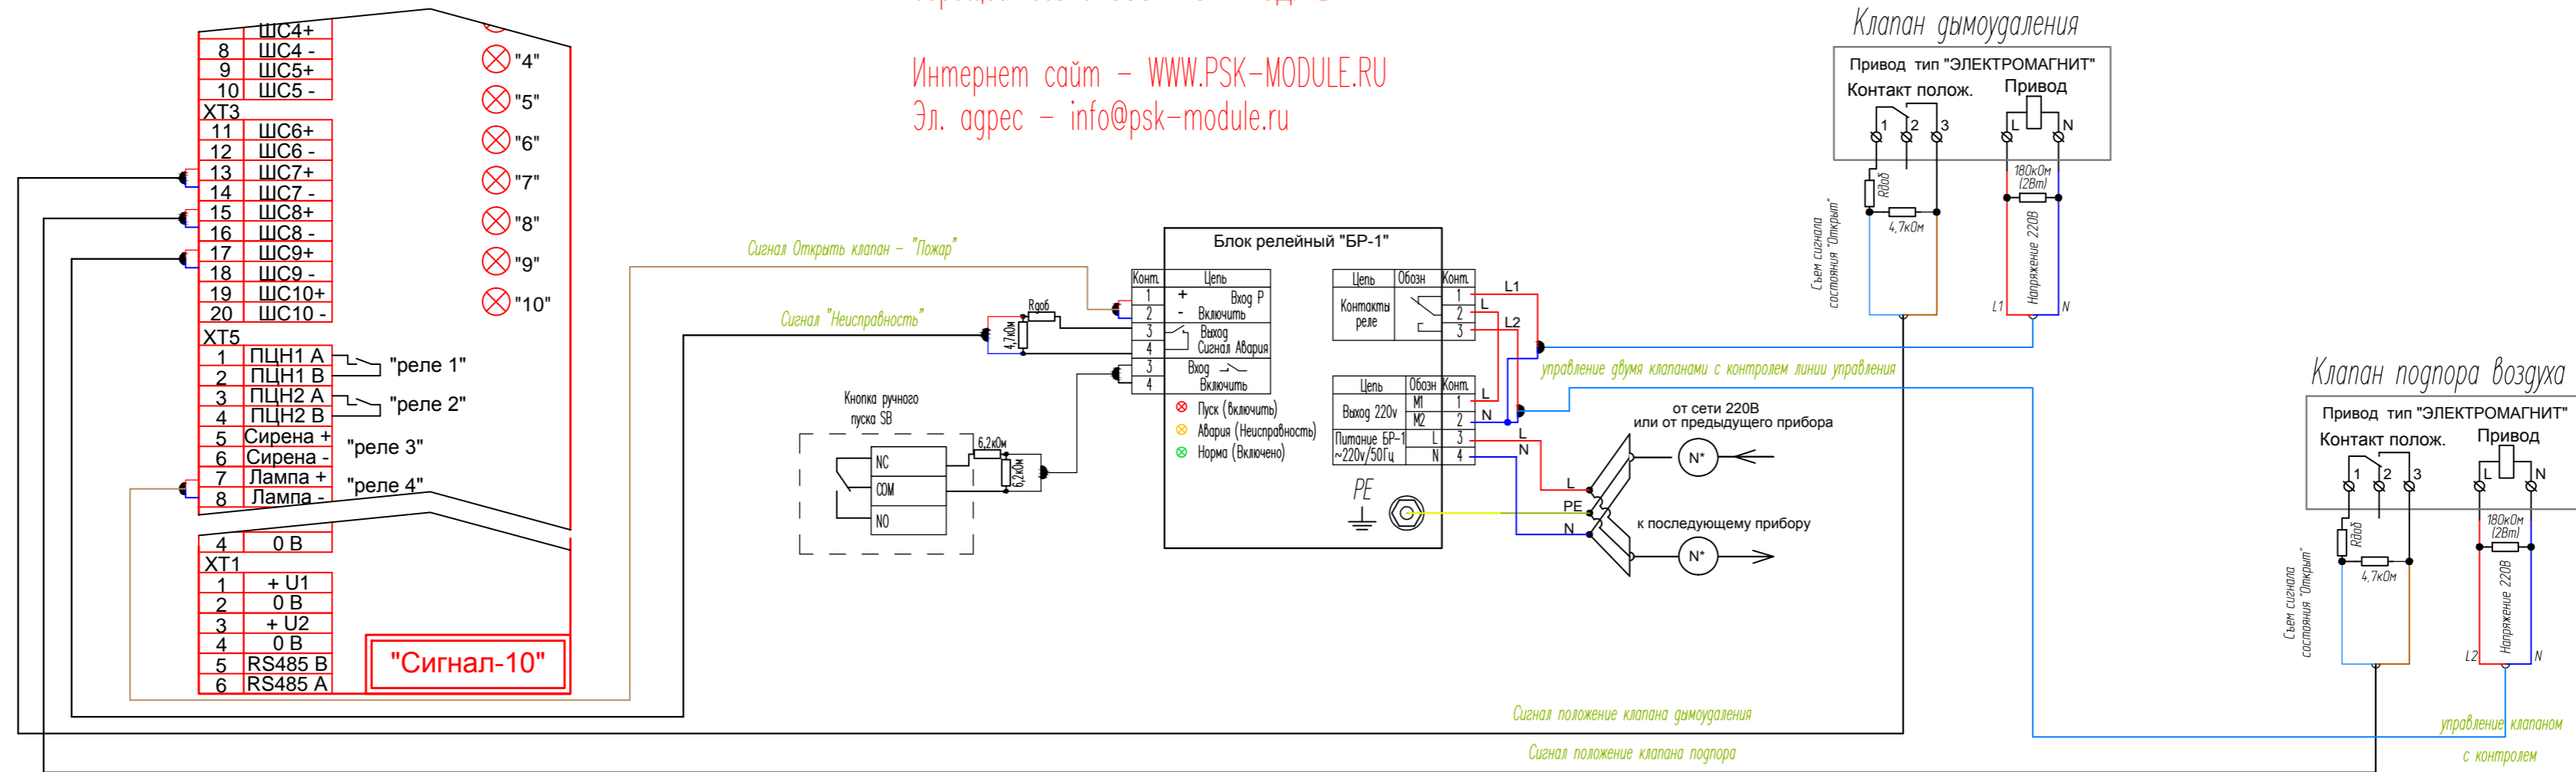 Интернет сайт - WWW.PSK-MODULE.RU
Эл. адрес - info@psk-module.ru
ШС4+
8 ШС4 -
9 ШС5+
10 ШС5 -
XT3
11 ШС6+
12 ШС6 -
13 ШС7+
14 ШС7 -
15 ШС8+
16 ШС8 -
17 ШС9+
18 ШС9 -
19 ШС10+
20 ШС10 -
XT5
1 ПЦН1 А
2 ПЦН1 В
"реле 1"
3 ПЦН2 А
4 ПЦН2 В
"реле 2"
5 Сирена +
6 Сирена -
"реле 3"
7 Лампа +
8 Лампа -
"реле 4"
4 0 В
XT1
1 + U1
2 0 В
3 + U2
4 0 В
5 RS485 В
6 RS485 А
"4"
"5"
"6"
"7"
"8"
"9"
"10"
"Сигнал-10"
Сигнал Открыть клапан - "Пожар"
Сигнал "Неисправность"
Rдоб
4,7кОм
Кнопка ручного
пуска SB
NC
COM
NO
6,2кОм
6,2кОм
Блок релейный "БР-1"
Конт. Цепь
1 + Вход Р
2 - Включить
3 Выход
4 Сигнал Авария
3 Вход
4 Включить
Пуск (включить)
Авария (Неисправность)
Норма (Включено)
Цепь Обозн Конт.
Контакты
реле
1
2
3
L1
L
L2
Цепь Обозн Конт.
Выход 220v
М1 1
М2 2
Питание БР-1
~220v/50Гц
L 3
N 4
L
N
L
N
PE
L
PE
N
от сети 220В
или от предыдущего прибора
N*
к последующему прибору
N*
управление двумя клапанами с контролем линии управления
Клапан дымоудаления
Привод тип "ЭЛЕКТРОМАГНИТ"
Контакт полож. Привод
1 2 3 L N
Rдоб
4,7кОм
180кОм
(2Вт)
Съем сигнала
состояния "Открыт"
Напряжение 220В
L1 N
Клапан подпора воздуха
Привод тип "ЭЛЕКТРОМАГНИТ"
Контакт полож. Привод
1 2 3 L N
Rдоб
4,7кОм
180кОм
(2Вт)
Съем сигнала
состояния "Открыт"
Напряжение 220В
L2 N
Сигнал положение клапана дымоудаления
Сигнал положение клапана подпора
управление клапаном
с контролем